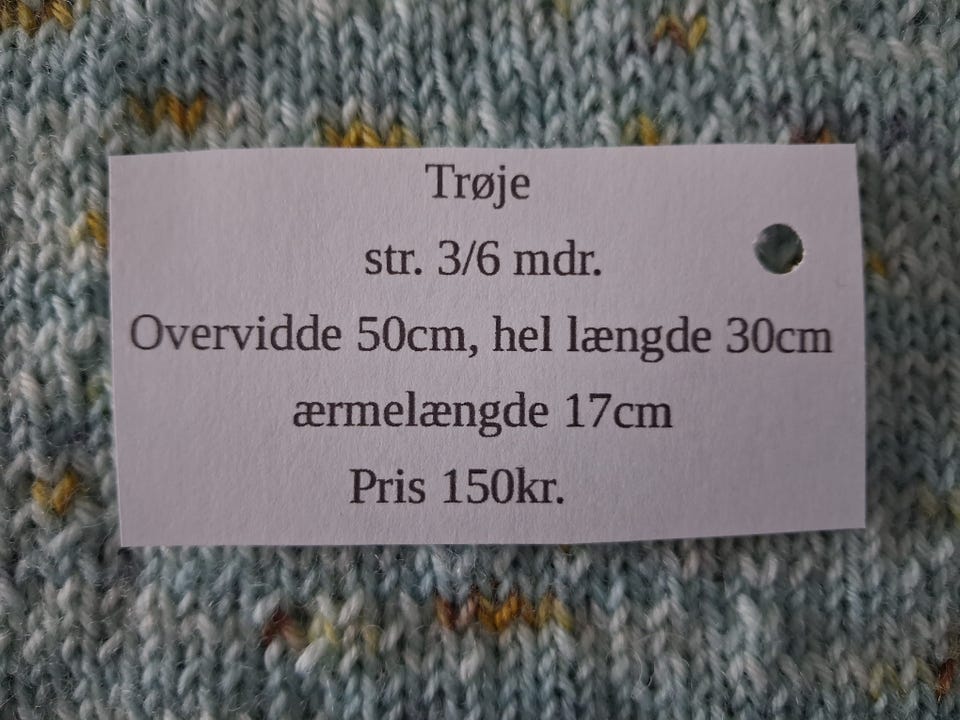 Trøje
str. 3/6 mdr.
Overvidde 50cm, hel længde 30cm
ærmelængde 17cm
Pris 150kr.